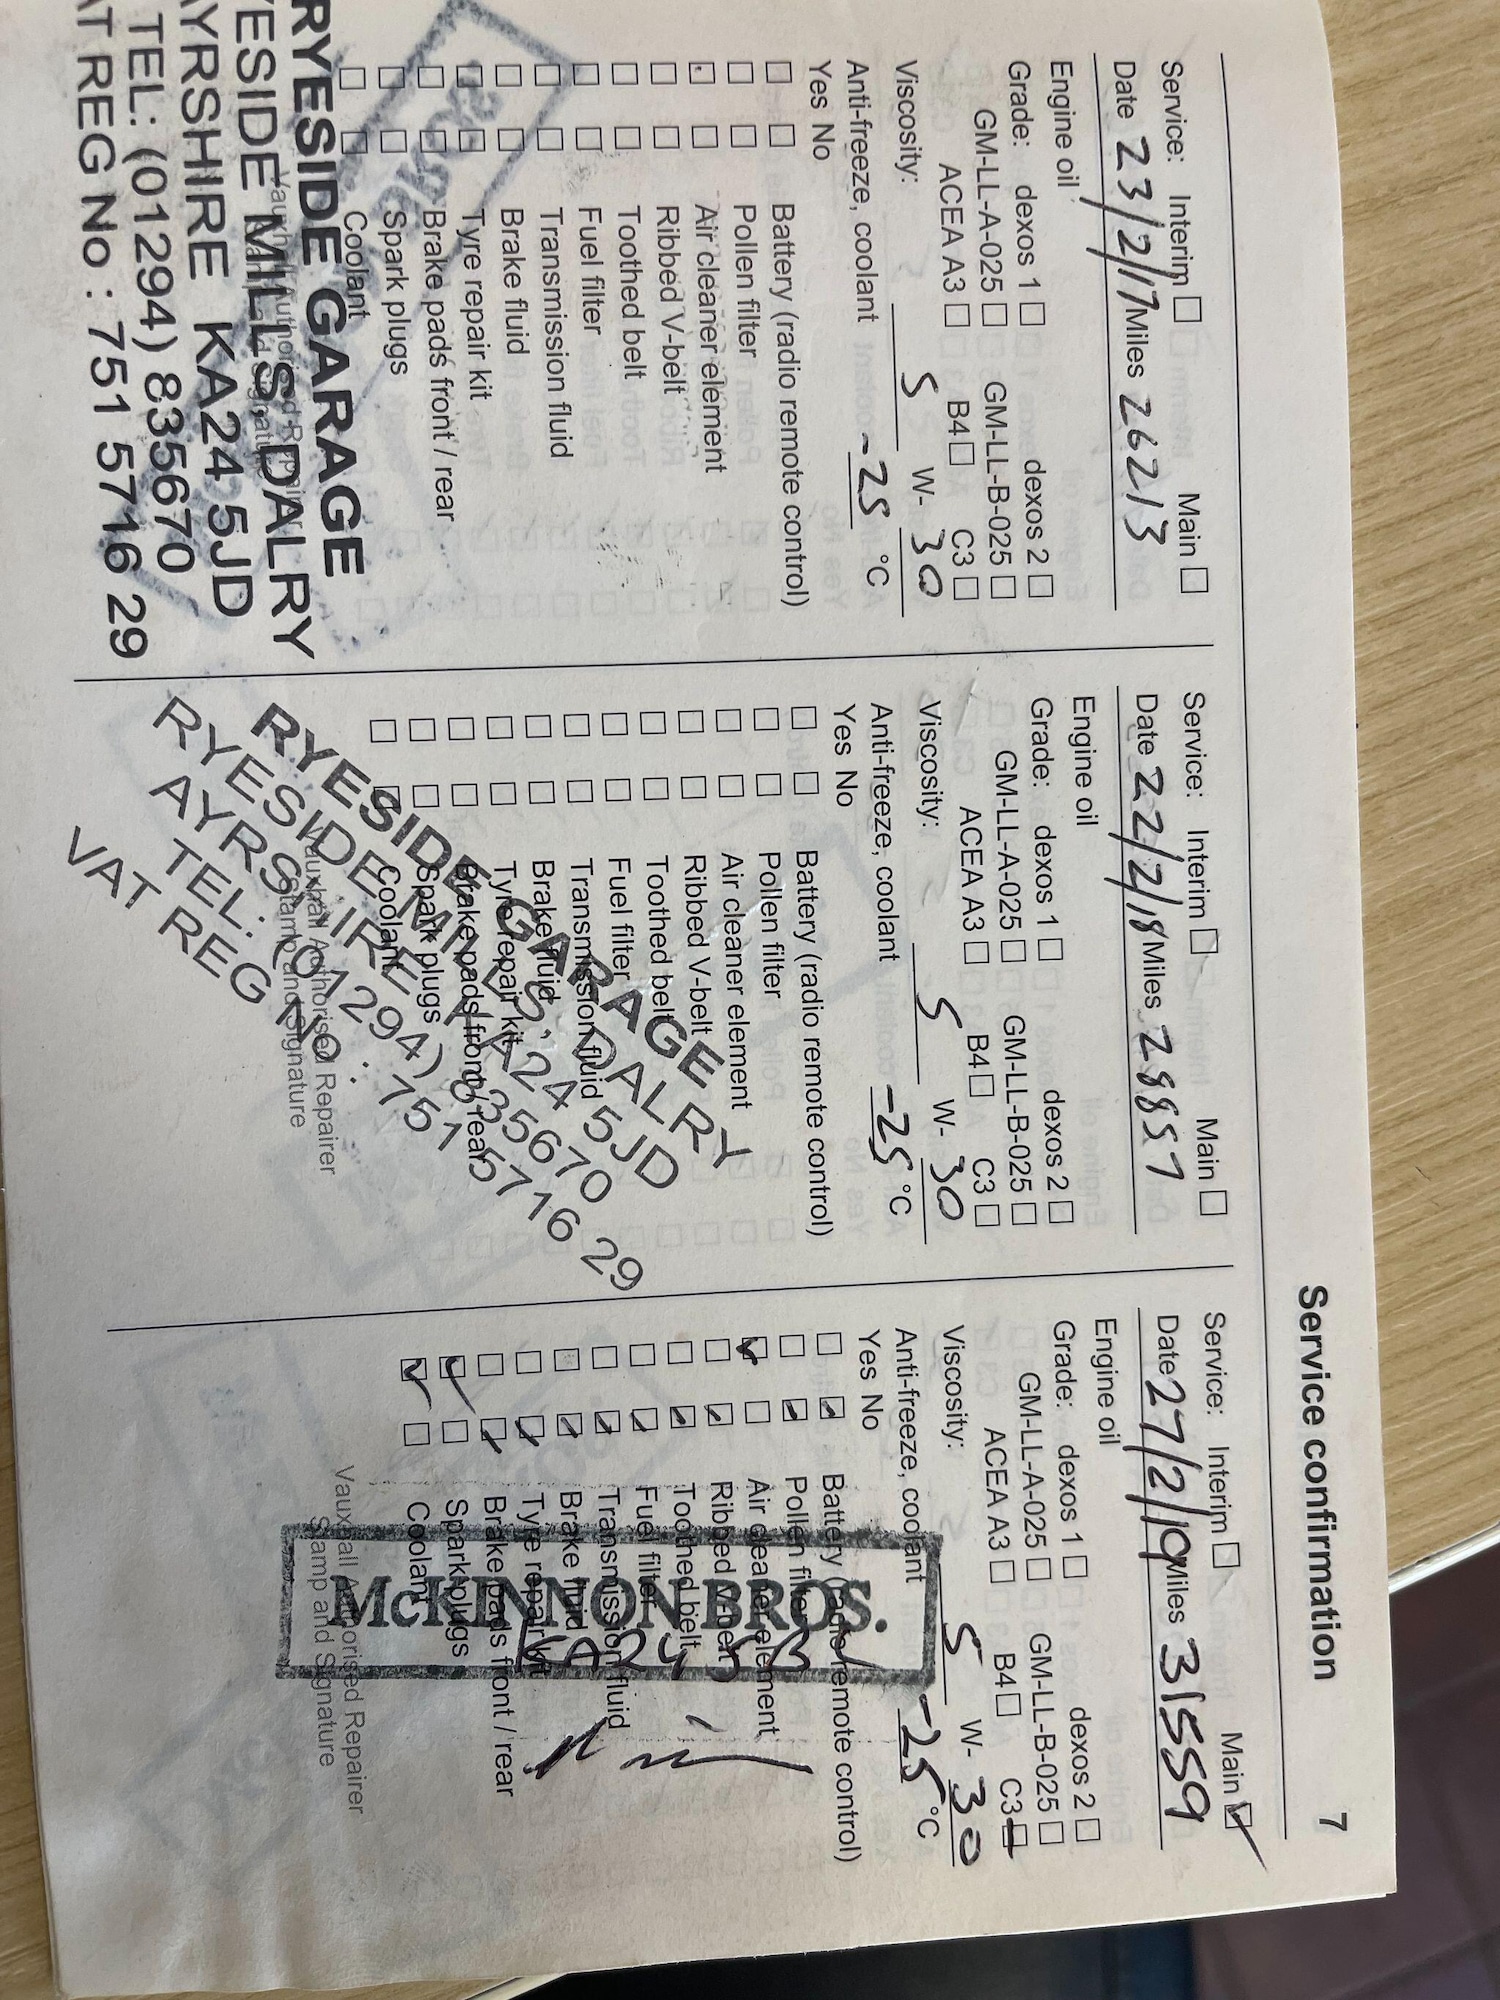 Service confirmation 7
Service: Interim Main
Date 23/2/17 Miles 26213
Engine oil
Grade: dexos 1 dexos 2
GM-LL-A-025 GM-LL-B-025
ACEA A3 B4 C3
Viscosity: 5 W- 30
Anti-freeze, coolant -25 °C
Yes No
Battery (radio remote control)
Pollen filter
Air cleaner element
Ribbed V-belt
Toothed belt
Fuel filter
Transmission fluid
Brake fluid
Tyre repair kit
Brake pads front / rear
Spark plugs
Coolant
RYESIDE GARAGE
YESIDE MILLS DALRY
AYRSHIRE KA24 5JD
TEL: (01294) 835670
AT REG No : 751 5716 29
Service: Interim Main
Date 22/2/18 Miles 28857
Engine oil
Grade: dexos 1 dexos 2
GM-LL-A-025 GM-LL-B-025
ACEA A3 B4 C3
Viscosity: 5 W- 30
Anti-freeze, coolant -25 °C
Yes No
Battery (radio remote control)
Pollen filter
Air cleaner element
Ribbed V-belt
Toothed belt
Fuel filter
Transmission fluid
Brake fluid
Tyre repair kit
Brake pads front / rear
Spark plugs
Coolant
Vauxhall Authorised Repairer
Stamp and Signature
RYESIDE GARAGE
RYESIDE MILLS, DALRY
AYRSHIRE KA24 5JD
TEL: (01294) 835670
VAT REG No : 751 5716 29
Service: Interim Main
Date 27/2/19 Miles 31559
Engine oil
Grade: dexos 1 dexos 2
GM-LL-A-025 GM-LL-B-025
ACEA A3 B4 C3
Viscosity: 5 W- 30
Anti-freeze, coolant -25 °C
Yes No
Battery (radio remote control)
Pollen filter
Air cleaner element
Ribbed V-belt
Toothed belt
Fuel filter
Transmission fluid
Brake fluid
Tyre repair kit
Brake pads front / rear
Spark plugs
Coolant
Vauxhall Authorised Repairer
Stamp and Signature
McKINNON BROS.